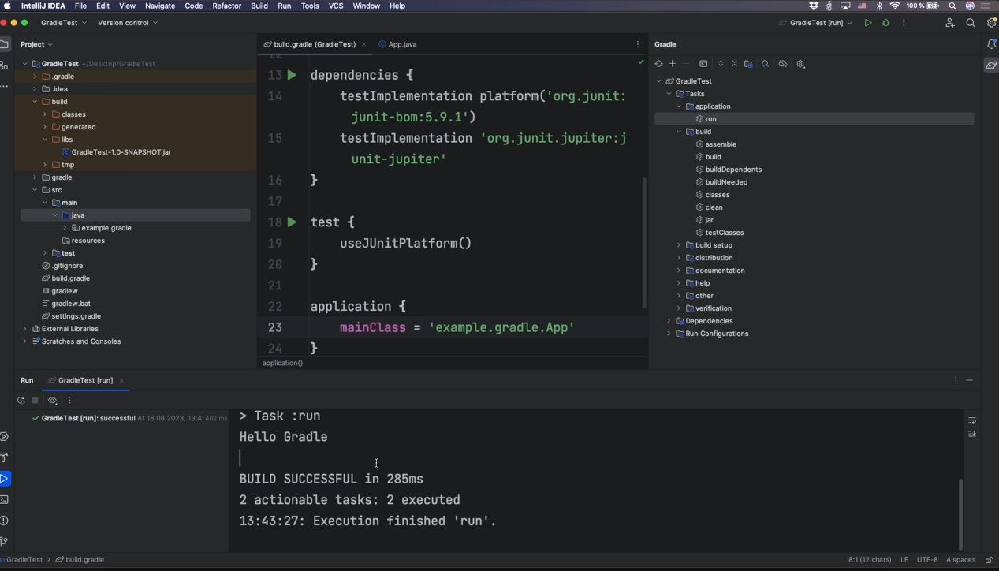 IntelliJ IDEA File Edit View Navigate Code Refactor Build Run Tools VCS Window Help 100 %
GradleTest Version control GradleTest [run]
Project
GradleTest ~/Desktop/GradleTest
.gradle
.idea
build
classes
generated
libs
GradleTest-1.0-SNAPSHOT.jar
tmp
gradle
src
main
java
example.gradle
resources
test
.gitignore
build.gradle
gradlew
gradlew.bat
settings.gradle
External Libraries
Scratches and Consoles
build.gradle (GradleTest) App.java
12
13 dependencies {
14 testImplementation platform('org.junit:
junit-bom:5.9.1')
15 testImplementation 'org.junit.jupiter:j
unit-jupiter'
16 }
17
18 test {
19 useJUnitPlatform()
20 }
21
22 application {
23 mainClass = 'example.gradle.App'
24 }
application{}
Gradle
GradleTest
Tasks
application
run
build
assemble
build
buildDependents
buildNeeded
classes
clean
jar
testClasses
build setup
distribution
documentation
help
other
verification
Dependencies
Run Configurations
Run GradleTest [run]
GradleTest [run]: successful At 18.08.2023, 13:4 402 ms
> Task :run
Hello Gradle
BUILD SUCCESSFUL in 285ms
2 actionable tasks: 2 executed
13:43:27: Execution finished 'run'.
GradleTest > build.gradle 8:1 (12 chars) LF UTF-8 4 spaces